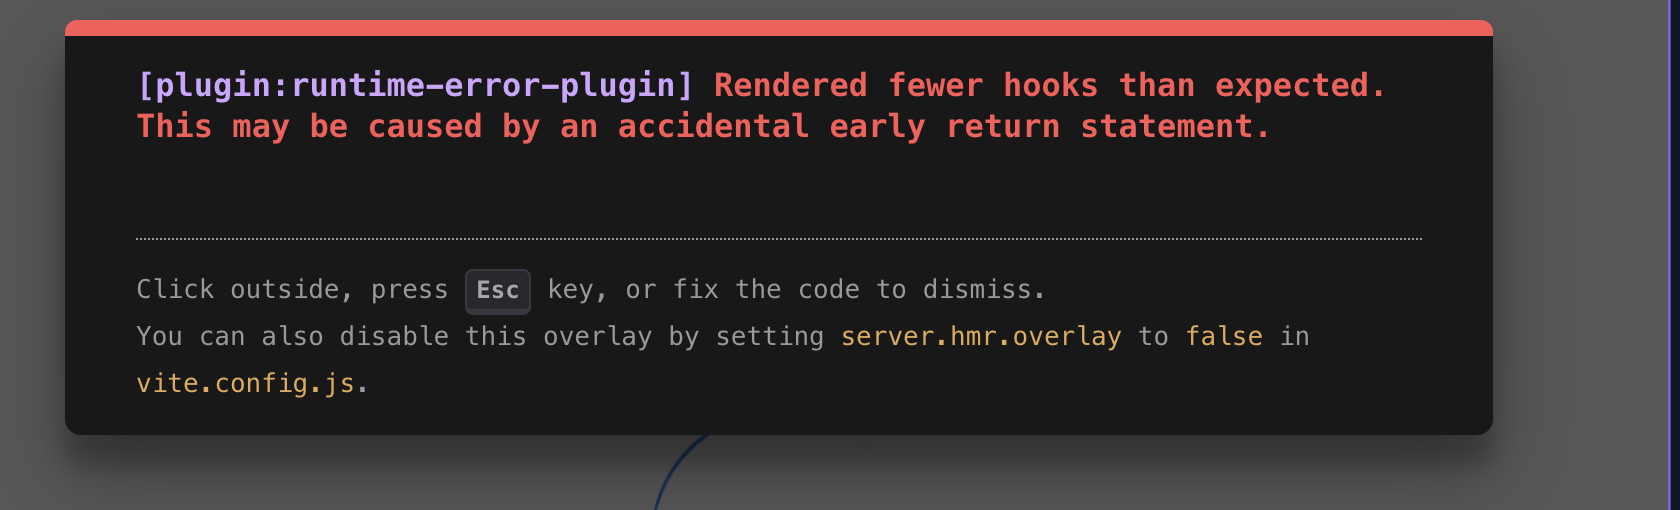 [plugin:runtime-error-plugin] Rendered fewer hooks than expected.
This may be caused by an accidental early return statement.
Click outside, press Esc key, or fix the code to dismiss.
You can also disable this overlay by setting server.hmr.overlay to false in
vite.config.js.